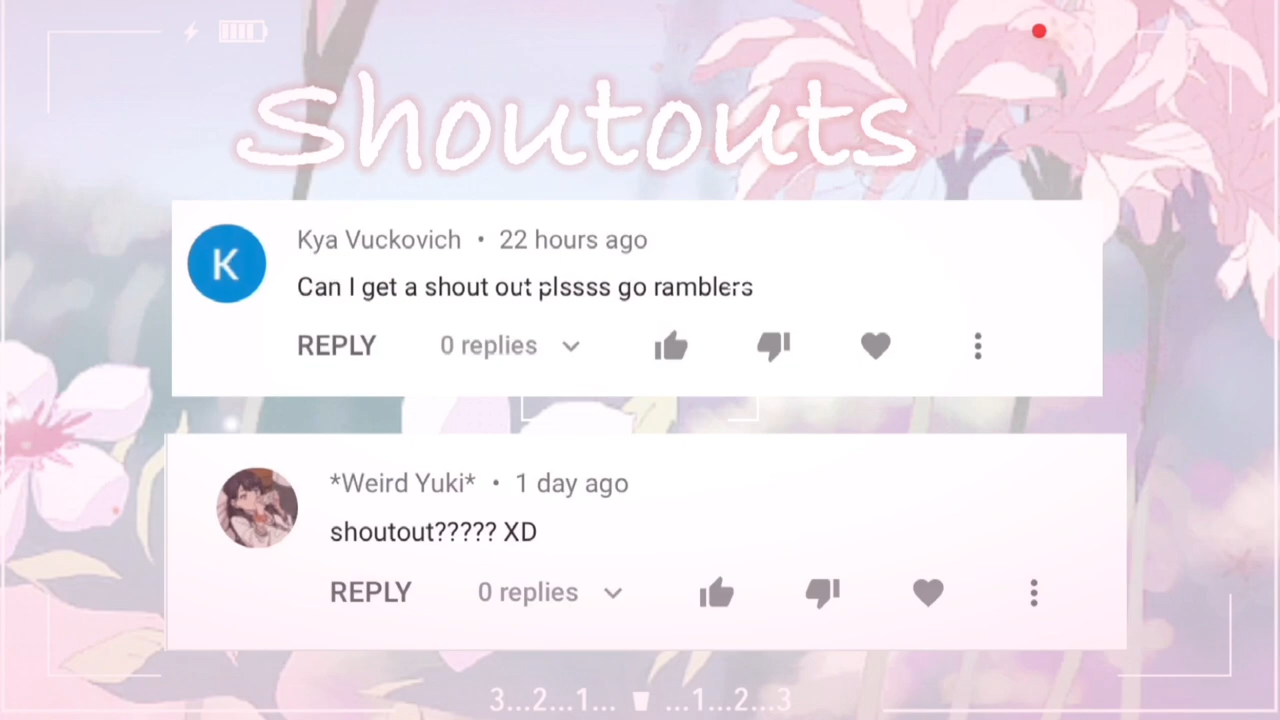 Shoutouts
K
Kya Vuckovich • 22 hours ago
Can I get a shout out plssss go ramblers
REPLY 0 replies
*Weird Yuki* • 1 day ago
shoutout????? XD
REPLY 0 replies
3...2...1... ...1...2...3